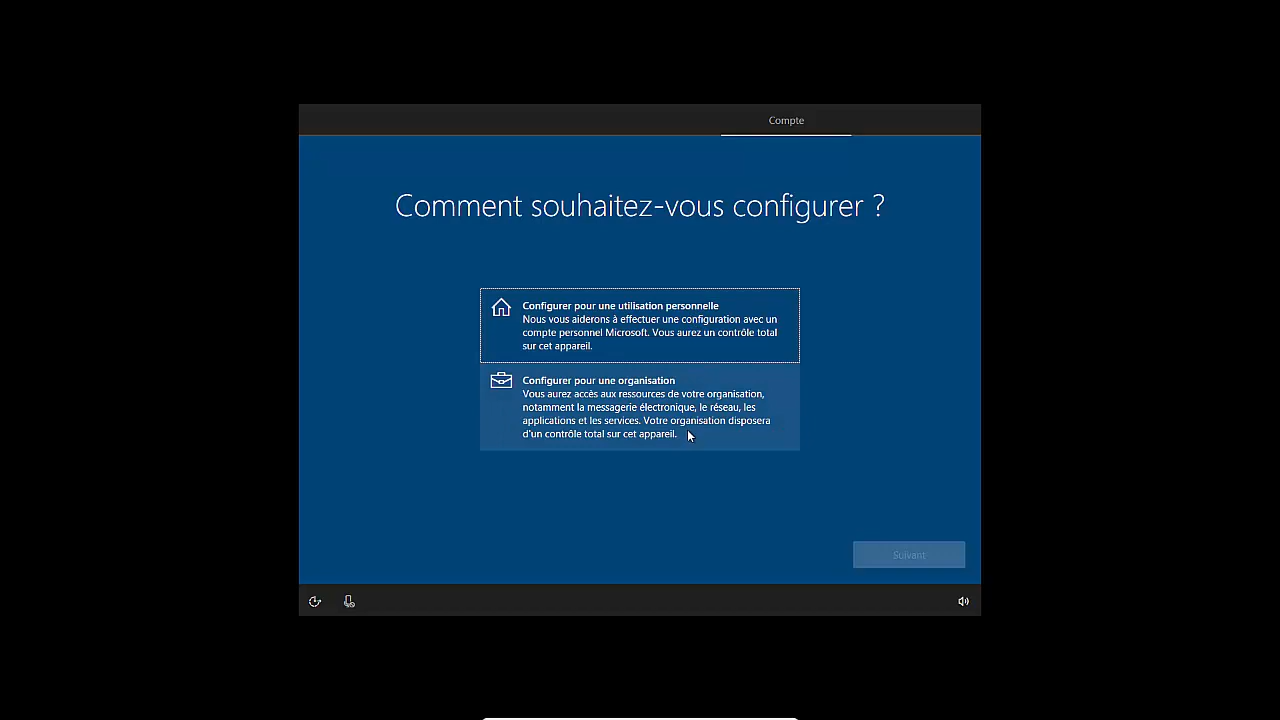 Compte
Comment souhaitez-vous configurer ?
Configurer pour une utilisation personnelle
Nous vous aiderons à effectuer une configuration avec un
compte personnel Microsoft. Vous aurez un contrôle total
sur cet appareil.
Configurer pour une organisation
Vous aurez accès aux ressources de votre organisation,
notamment la messagerie électronique, le réseau, les
applications et les services. Votre organisation disposera
d'un contrôle total sur cet appareil.
Suivant